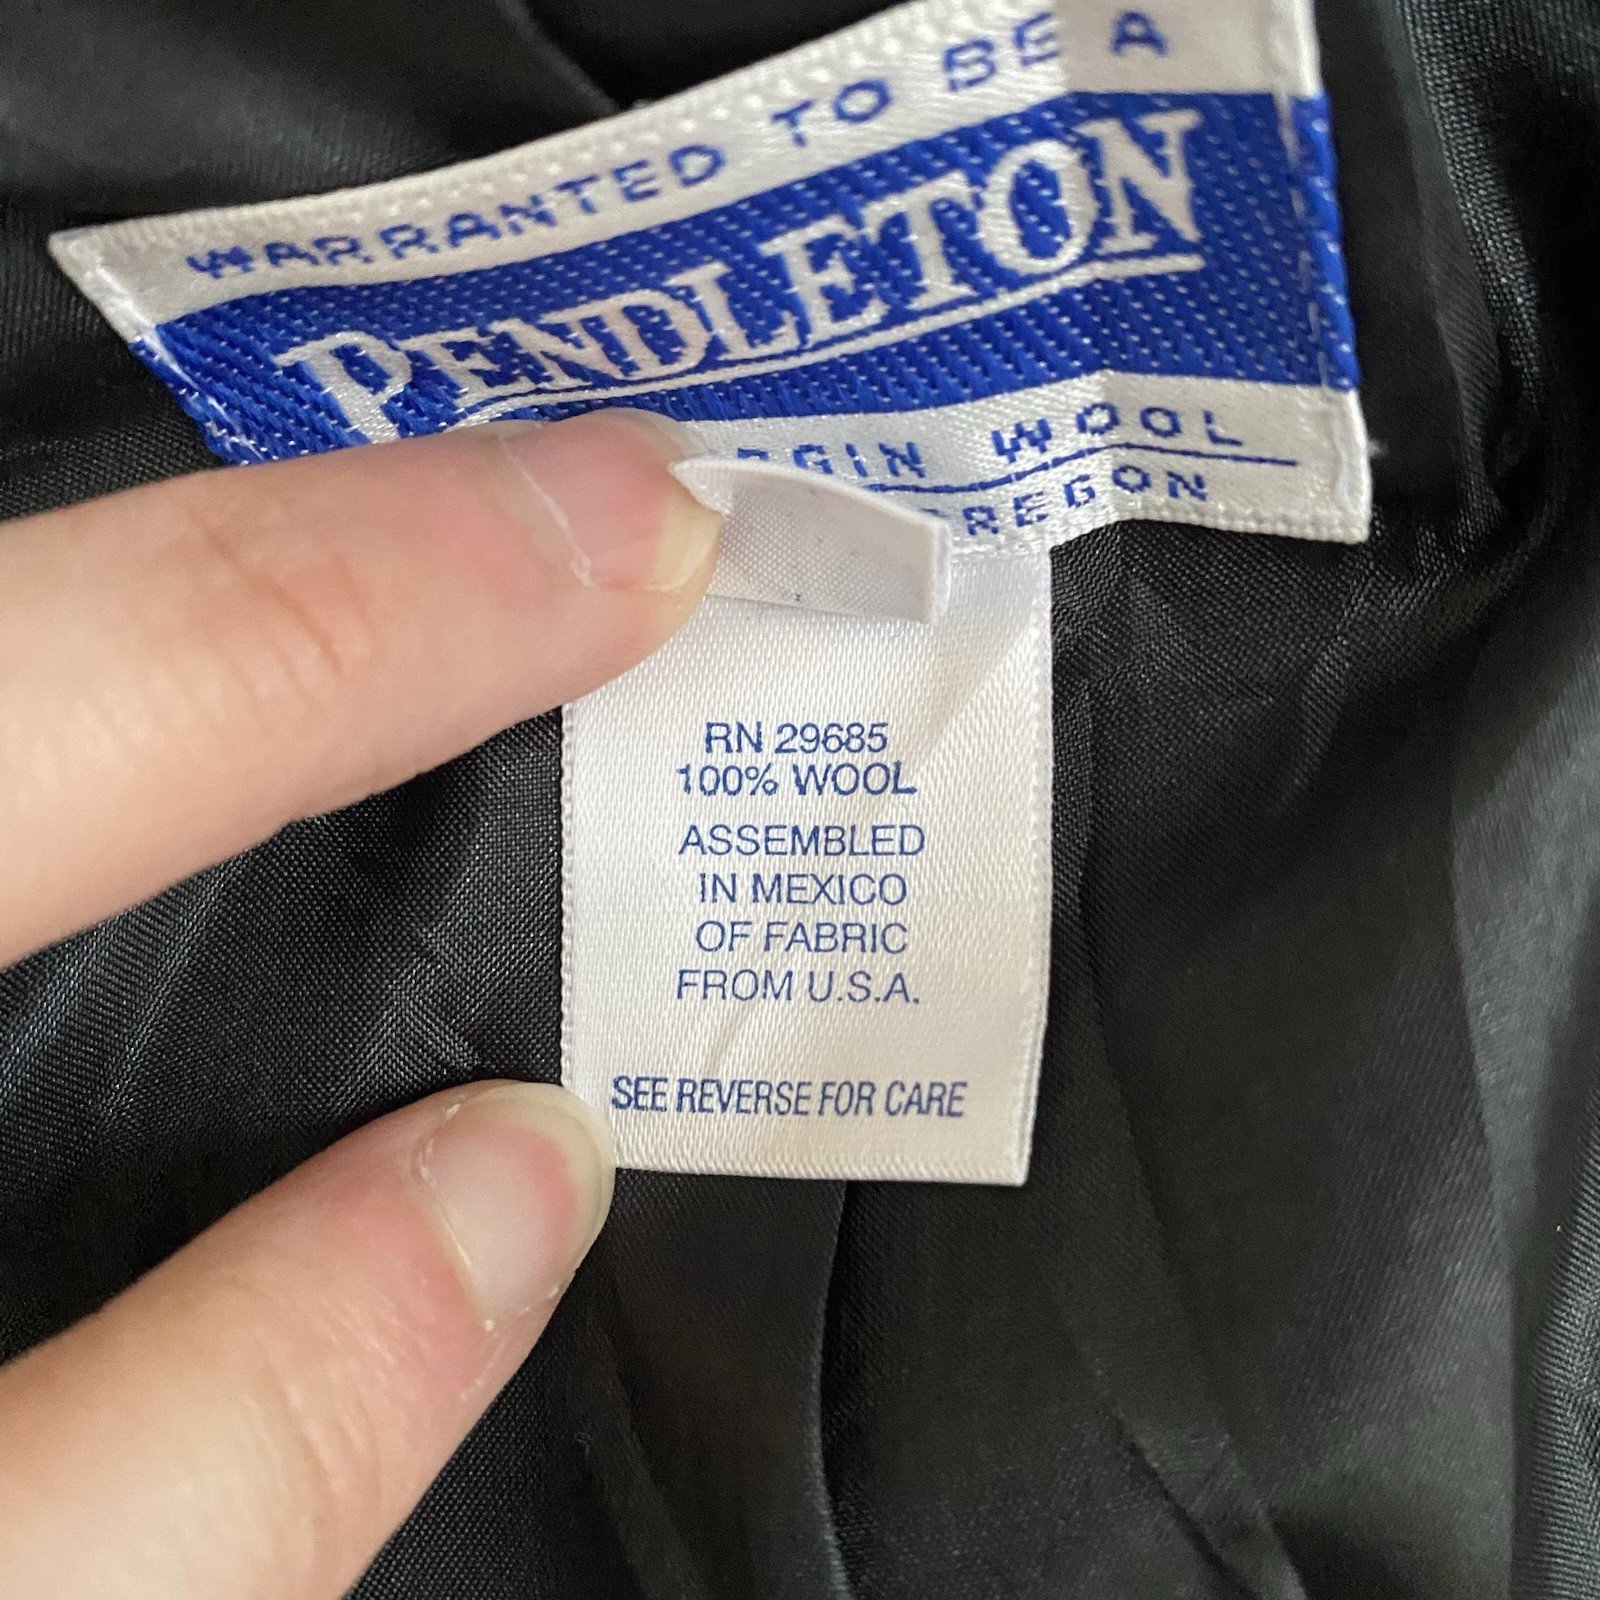 WARRANTED TO BE A
PENDLETON
WOOL
RN 29685
100% WOOL
ASSEMBLED
IN MEXICO
OF FABRIC
FROM U.S.A.
SEE REVERSE FOR CARE